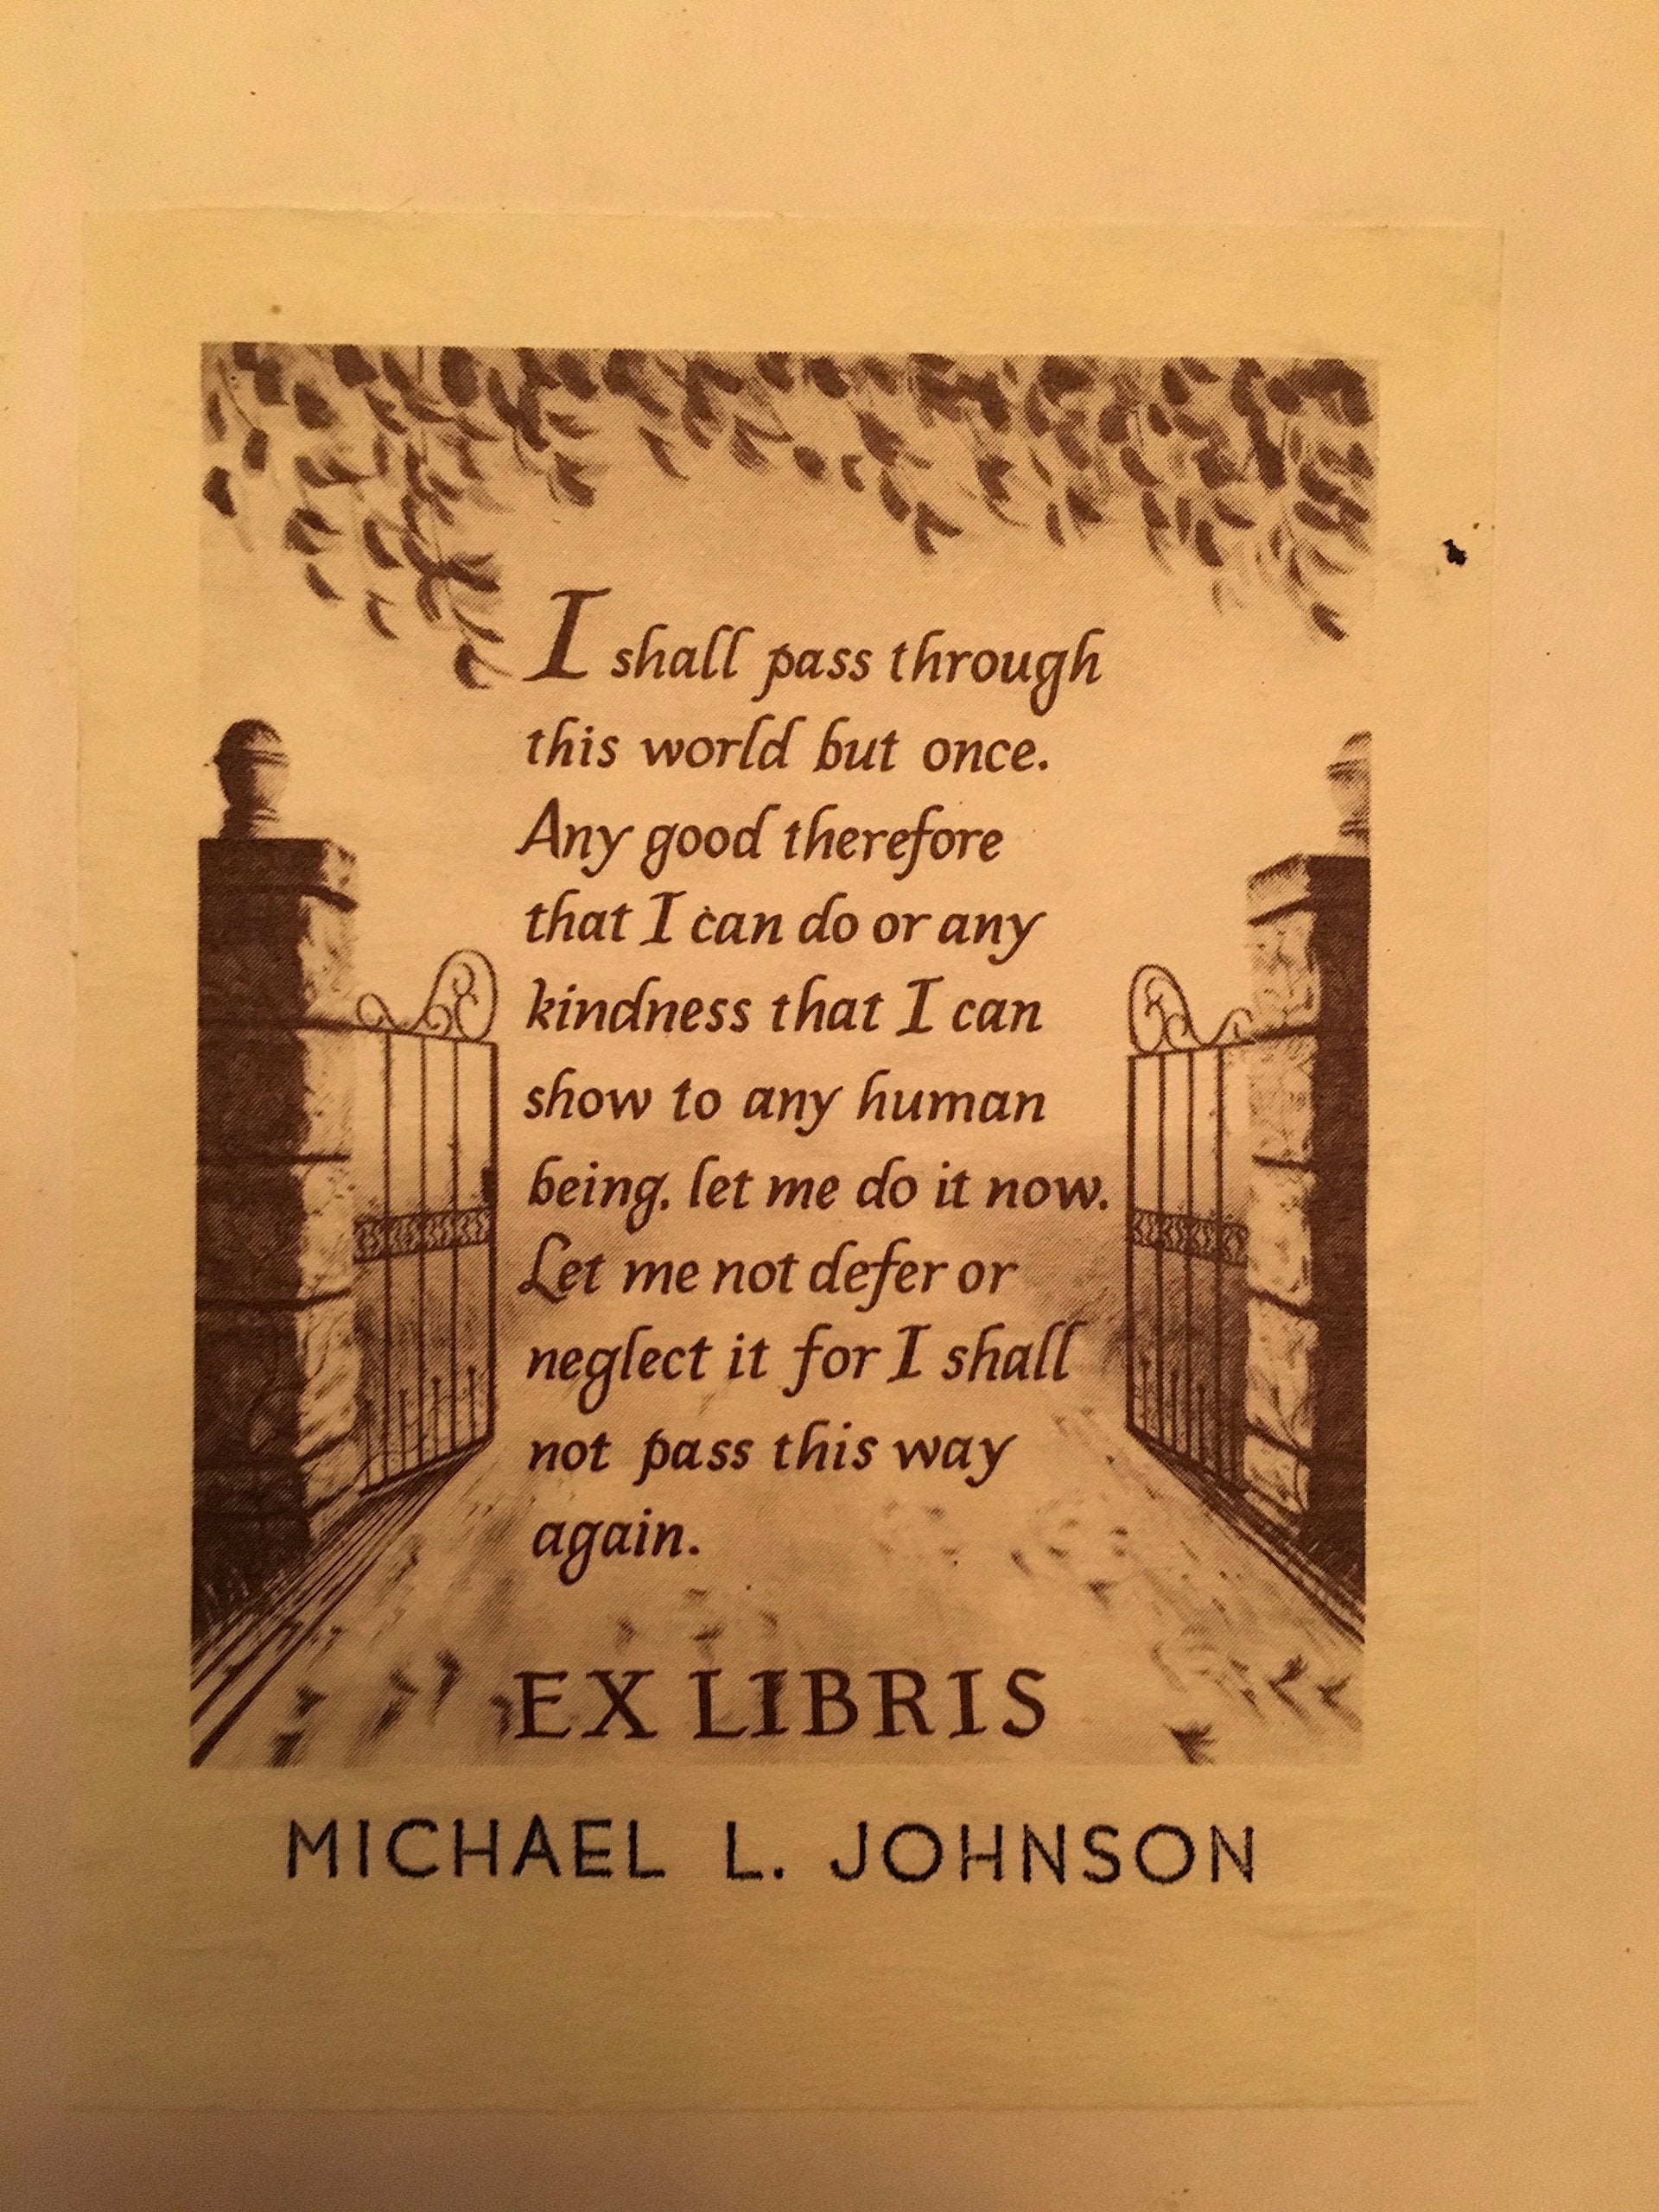 I shall pass through
this world but once.
Any good therefore
that I can do or any
kindness that I can
show to any human
being, let me do it now.
Let me not defer or
neglect it for I shall
not pass this way
again.
EX LIBRIS
MICHAEL L. JOHNSON